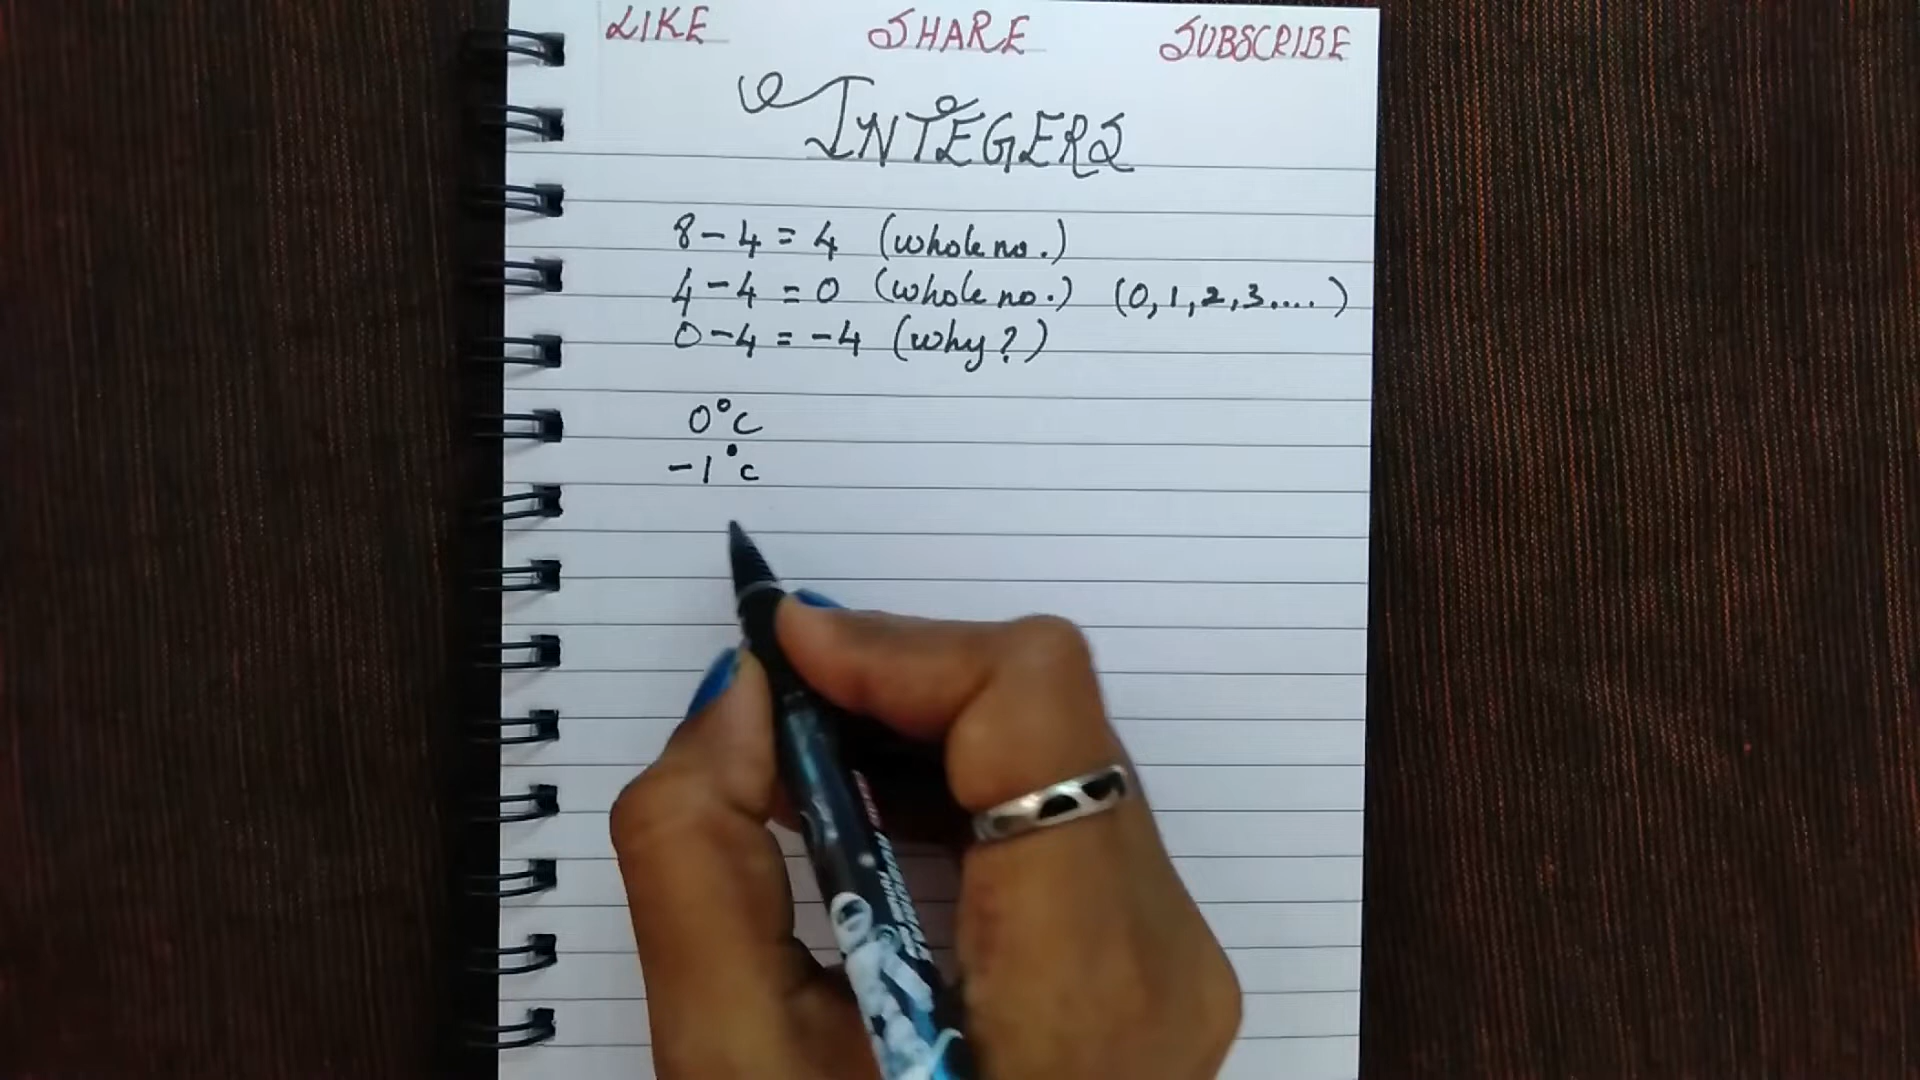 LIKE SHARE SUBSCRIBE
INTEGERS
8 - 4 = 4 (whole no.)
4 - 4 = 0 (whole no.) (0, 1, 2, 3....)
0 - 4 = -4 (why?)
0°C
-1°C